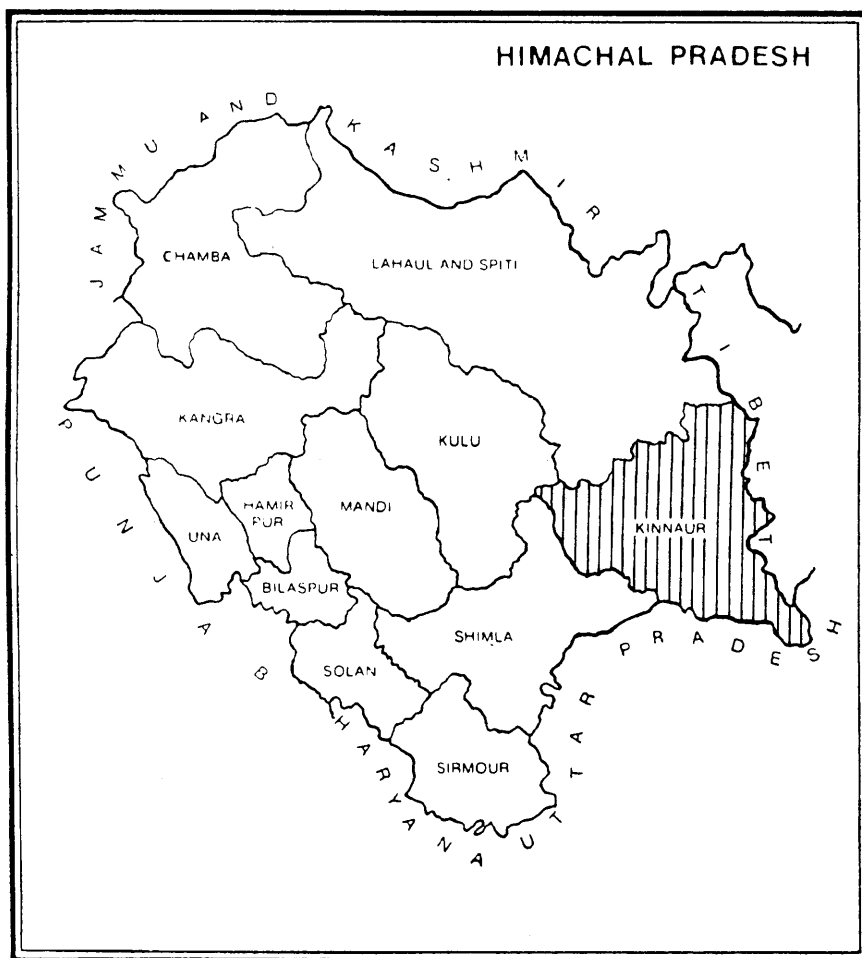 HIMACHAL PRADESH
JAMMU AND KASHMIR
CHAMBA
LAHAUL AND SPITI
TIBET
KANGRA
KULU
PUNJAB
HAMIR
PUR
MANDI
UNA
KINNAUR
BILASPUR
SHIMLA
SOLAN
UTTAR PRADESH
HARYANA
SIRMOUR